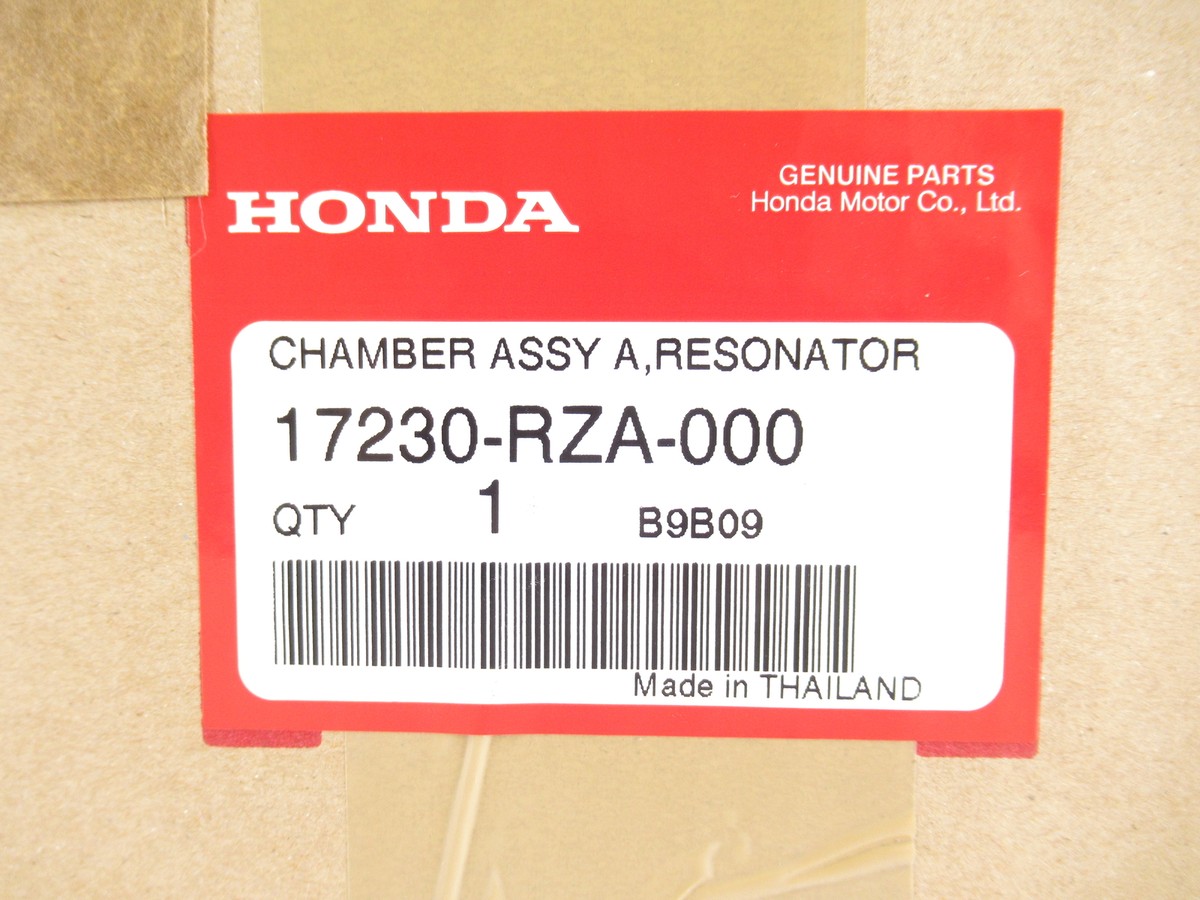 HONDA
GENUINE PARTS
Honda Motor Co., Ltd.
CHAMBER ASSY A,RESONATOR
17230-RZA-000
QTY 1 B9B09
Made in THAILAND